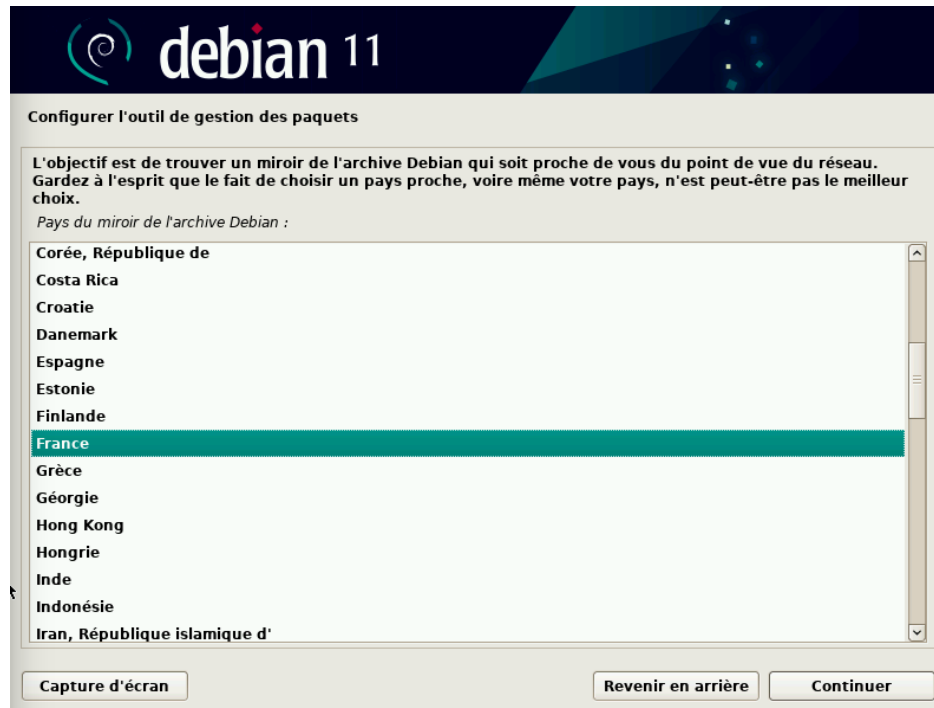 debian 11
Configurer l'outil de gestion des paquets
L'objectif est de trouver un miroir de l'archive Debian qui soit proche de vous du point de vue du réseau.
Gardez à l'esprit que le fait de choisir un pays proche, voire même votre pays, n'est peut-être pas le meilleur
choix.
Pays du miroir de l'archive Debian :
Corée, République de
Costa Rica
Croatie
Danemark
Espagne
Estonie
Finlande
France
Grèce
Géorgie
Hong Kong
Hongrie
Inde
Indonésie
Iran, République islamique d'
Capture d'écran Revenir en arrière Continuer